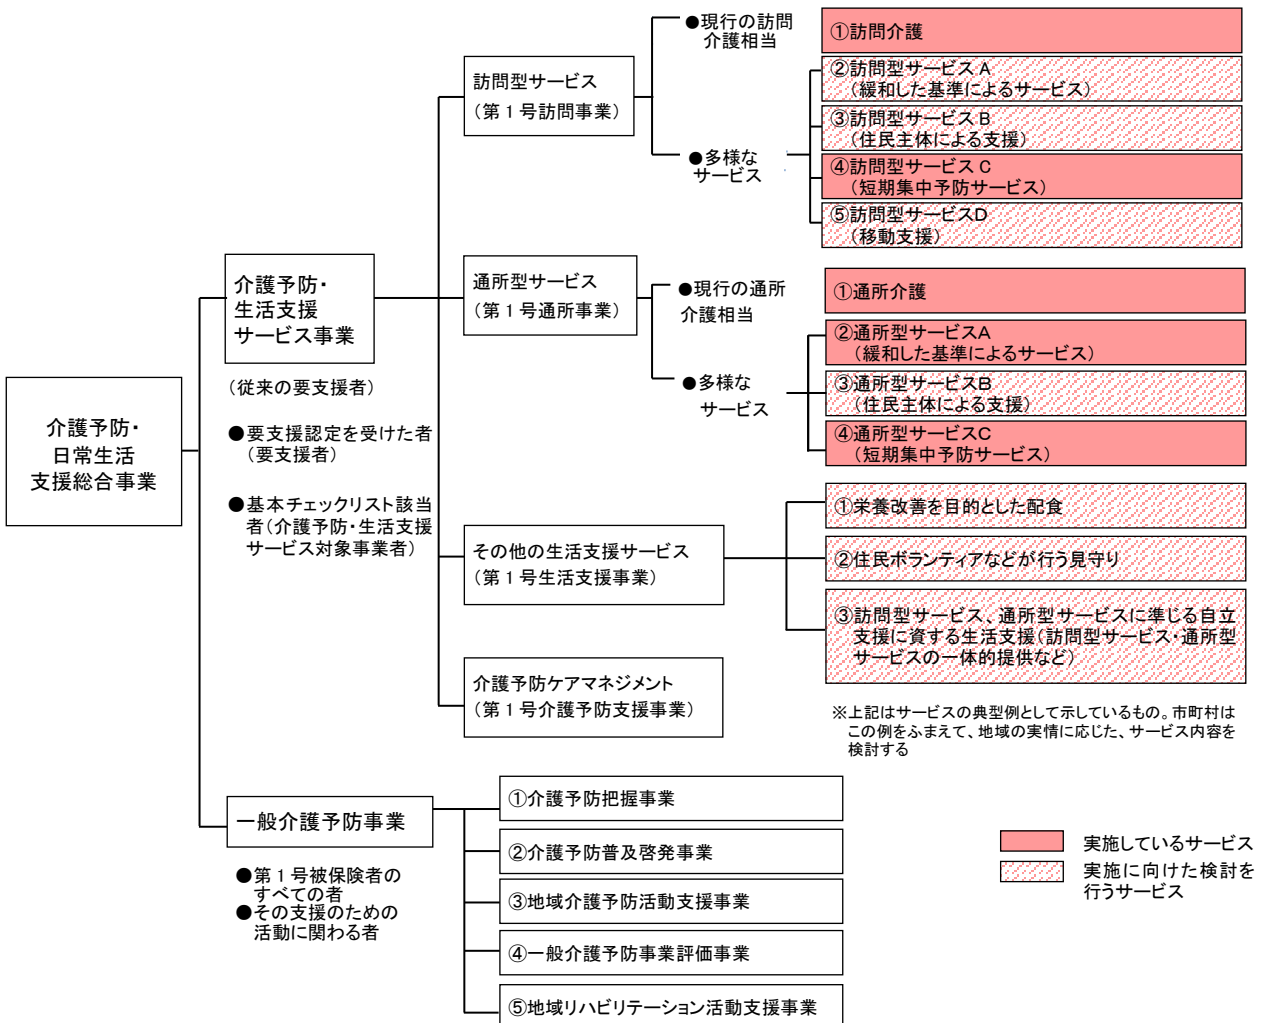 介護予防・
日常生活
支援総合事業
介護予防・
生活支援
サービス事業
(従来の要支援者)
●要支援認定を受けた者
(要支援者)
●基本チェックリスト該当
者(介護予防・生活支援
サービス対象事業者)
訪問型サービス
(第1号訪問事業)
●現行の訪問
介護相当
①訪問介護
●多様な
サービス
②訪問型サービスA
(緩和した基準によるサービス)
③訪問型サービスB
(住民主体による支援)
④訪問型サービスC
(短期集中予防サービス)
⑤訪問型サービスD
(移動支援)
通所型サービス
(第1号通所事業)
●現行の通所
介護相当
①通所介護
●多様な
サービス
②通所型サービスA
(緩和した基準によるサービス)
③通所型サービスB
(住民主体による支援)
④通所型サービスC
(短期集中予防サービス)
その他の生活支援サービス
(第1号生活支援事業)
①栄養改善を目的とした配食
②住民ボランティアなどが行う見守り
③訪問型サービス、通所型サービスに準じる自立
支援に資する生活支援(訪問型サービス・通所型
サービスの一体的提供など)
介護予防ケアマネジメント
(第1号介護予防支援事業)
※上記はサービスの典型例として示しているもの。市町村は
この例をふまえて、地域の実情に応じた、サービス内容を
検討する
一般介護予防事業
●第1号被保険者の
すべての者
●その支援のための
活動に関わる者
①介護予防把握事業
②介護予防普及啓発事業
③地域介護予防活動支援事業
④一般介護予防事業評価事業
⑤地域リハビリテーション活動支援事業
実施しているサービス
実施に向けた検討を
行うサービス